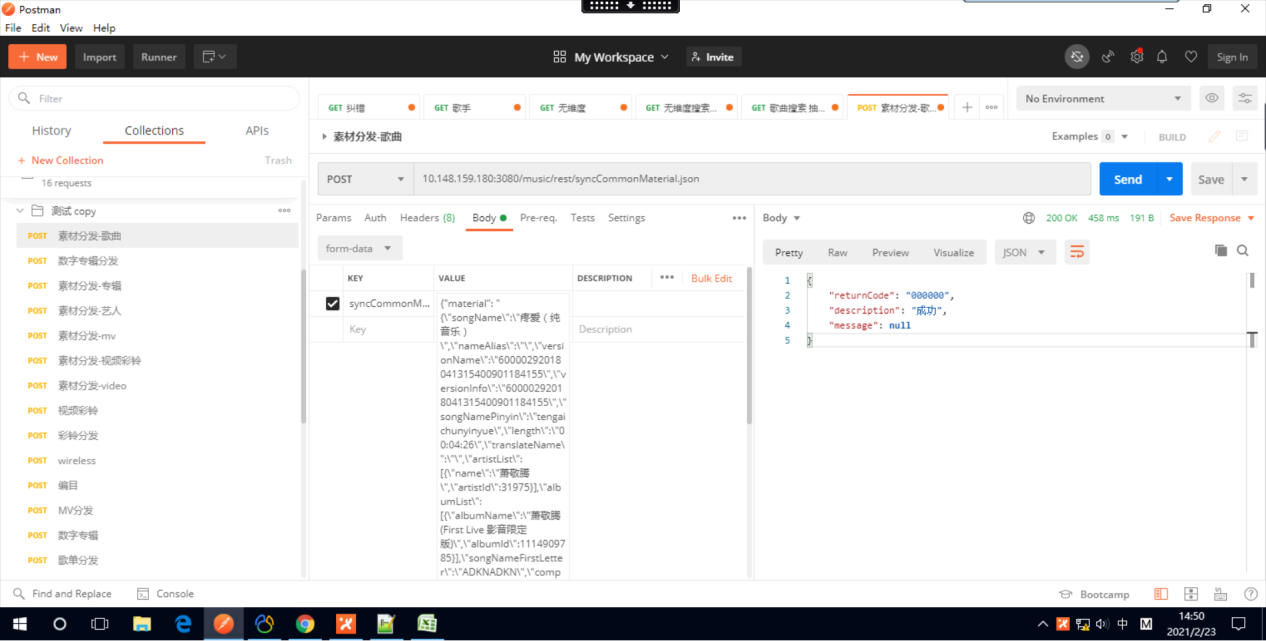 Postman
File Edit View Help
New Import Runner My Workspace Invite Sign In
Filter
History Collections APIs
+ New Collection Trash
16 requests
测试 copy
POST 素材分发-歌曲
POST 数字专辑分发
POST 素材分发-专辑
POST 素材分发-艺人
POST 素材分发-mv
POST 素材分发-视频彩铃
POST 素材分发-video
POST 视频彩铃
POST 彩铃分发
POST wireless
POST 编目
POST MV分发
POST 数字专辑
POST 歌单分发
GET 纠错 GET 歌手 GET 无维度 GET 无维度搜索... GET 歌曲搜索 抽... POST 素材分发-歌... No Environment
素材分发-歌曲 Examples 0 BUILD
POST 10.148.159.180:3080/music/rest/syncCommonMaterial.json Send Save
Params Auth Headers (8) Body Pre-req. Tests Settings
form-data
KEY VALUE DESCRIPTION Bulk Edit
syncCommonM... {"material": "
{\"songName\":\"疼爱（纯
音乐）
\",\"nameAlias\":\"\",\"versi
onName\":\"60000292018
041315400901184155\",\"v
ersionInfo\":\"6000029201
8041315400901184155\",\"
songNamePinyin\":\"tengai
chunyinyue\",\"length\":\"0
0:04:26\",\"translateName\
":\"\",\"artistList\":
[{\"name\":\"萧敬腾
\",\"artistId\":31975}],\"alb
umList\":
[{\"albumName\":\"萧敬腾
(First Live 影音限定
版)\",\"albumId\":11149097
85}],\"songNameFirstLette
r\":\"ADKNADKN\",\"comp
Key Description
Body 200 OK 458 ms 191 B Save Response
Pretty Raw Preview Visualize JSON
1 {
2 "returnCode": "000000",
3 "description": "成功",
4 "message": null
5 }
Find and Replace Console Bootcamp
中 M 14:50
2021/2/23